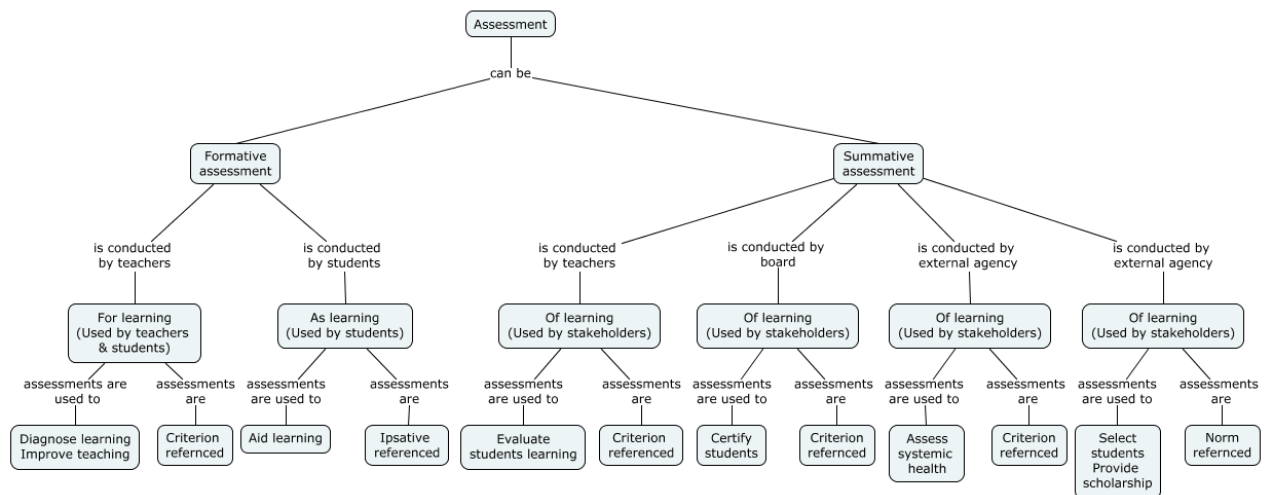 Assessment
can be
Formative
assessment
Summative
assessment
is conducted
by teachers
is conducted
by students
is conducted
by teachers
is conducted by
board
is conducted by
external agency
is conducted by
external agency
For learning
(Used by teachers
& students)
As learning
(Used by students)
Of learning
(Used by stakeholders)
Of learning
(Used by stakeholders)
Of learning
(Used by stakeholders)
Of learning
(Used by stakeholders)
assessments are
used to
assessments
are
assessments
are used to
assessments
are
assessments
are used to
assessments
are
assessments
are used to
assessments
are
assessments
are used to
assessments
are
assessments
are used to
assessments
are
Diagnose learning
Improve teaching
Criterion
refernced
Aid learning
Ipsative
referenced
Evaluate
students learning
Criterion
referenced
Certify
students
Criterion
refernced
Assess
systemic
health
Criterion
refernced
Select
students
Provide
scholarship
Norm
refernced